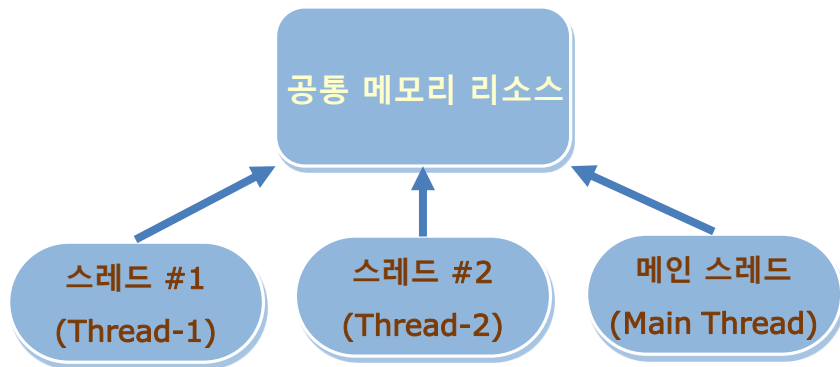 공통 메모리 리소스
스레드 #1
(Thread-1)
스레드 #2
(Thread-2)
메인 스레드
(Main Thread)